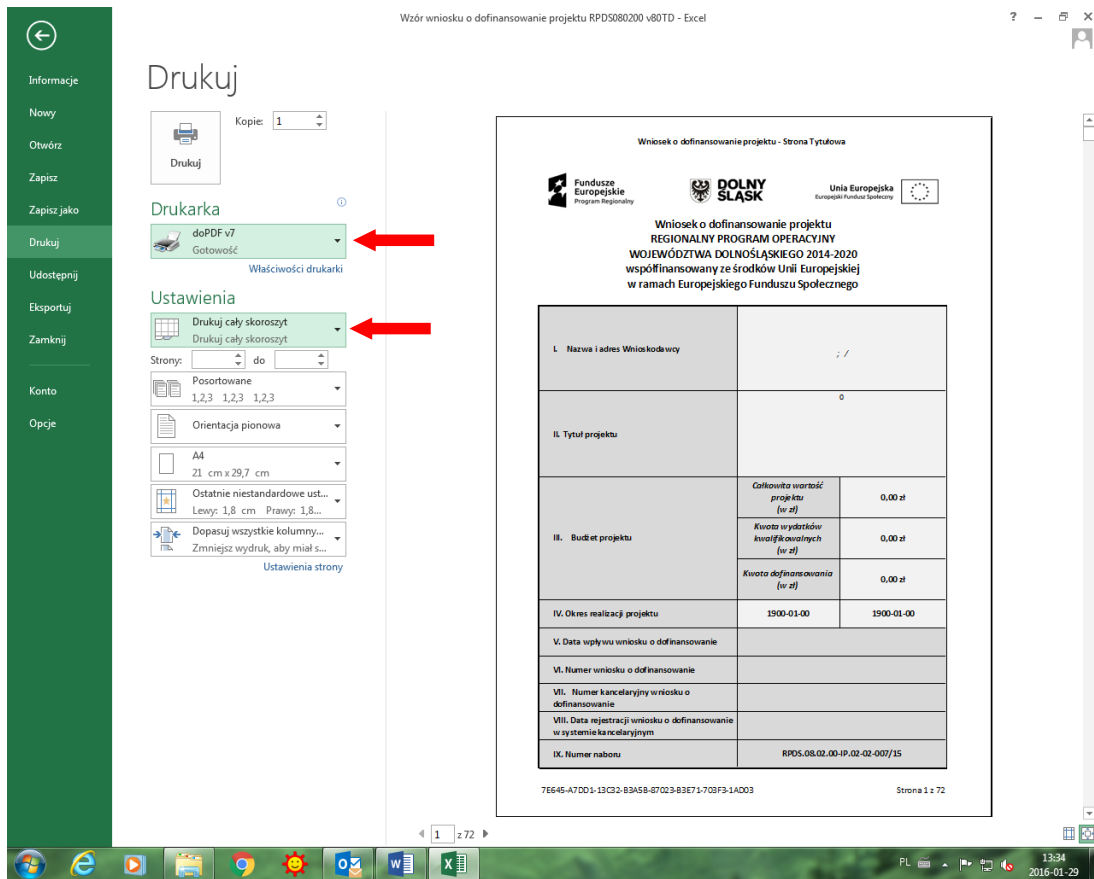 Wzór wniosku o dofinansowanie projektu RPDS080200 v80TD - Excel
?
Informacje
Nowy
Otwórz
Zapisz
Zapisz jako
Drukuj
Udostępnij
Eksportuj
Zamknij
Konto
Opcje
Drukuj
Drukuj
Kopie: 1
Drukarka
doPDF v7
Gotowość
Właściwości drukarki
Ustawienia
Drukuj cały skoroszyt
Drukuj cały skoroszyt
Strony: do
Posortowane
1,2,3 1,2,3 1,2,3
Orientacja pionowa
A4
21 cm x 29,7 cm
Ostatnie niestandardowe ust...
Lewy: 1,8 cm Prawy: 1,8...
Dopasuj wszystkie kolumny...
Zmniejsz wydruk, aby miał s...
Ustawienia strony
Wniosek o dofinansowanie projektu - Strona Tytułowa
Fundusze
Europejskie
Program Regionalny
DOLNY
ŚLĄSK
Unia Europejska
Europejski Fundusz Społeczny
Wniosek o dofinansowanie projektu
REGIONALNY PROGRAM OPERACYJNY
WOJEWÓDZTWA DOLNOŚLĄSKIEGO 2014-2020
współfinansowany ze środków Unii Europejskiej
w ramach Europejskiego Funduszu Społecznego
I. Nazwa i adres Wnioskodawcy
; /
II. Tytuł projektu
0
III. Budżet projektu
Całkowita wartość
projektu
(w zł)
0,00 zł
Kwota wydatków
kwalifikowalnych
(w zł)
0,00 zł
Kwota dofinansowania
(w zł)
0,00 zł
IV. Okres realizacji projektu 1900-01-00 1900-01-00
V. Data wpływu wniosku o dofinansowanie
VI. Numer wniosku o dofinansowanie
VII. Numer kancelaryjny wniosku o
dofinansowanie
VIII. Data rejestracji wniosku o dofinansowanie
w systemie kancelaryjnym
IX. Numer naboru RPDS.08.02.00-IP.02-02-007/15
7E645-A7DD1-13C32-B3A5B-87023-B3E71-703F3-1AD03 Strona 1 z 72
1 z 72
PL
13:34
2016-01-29